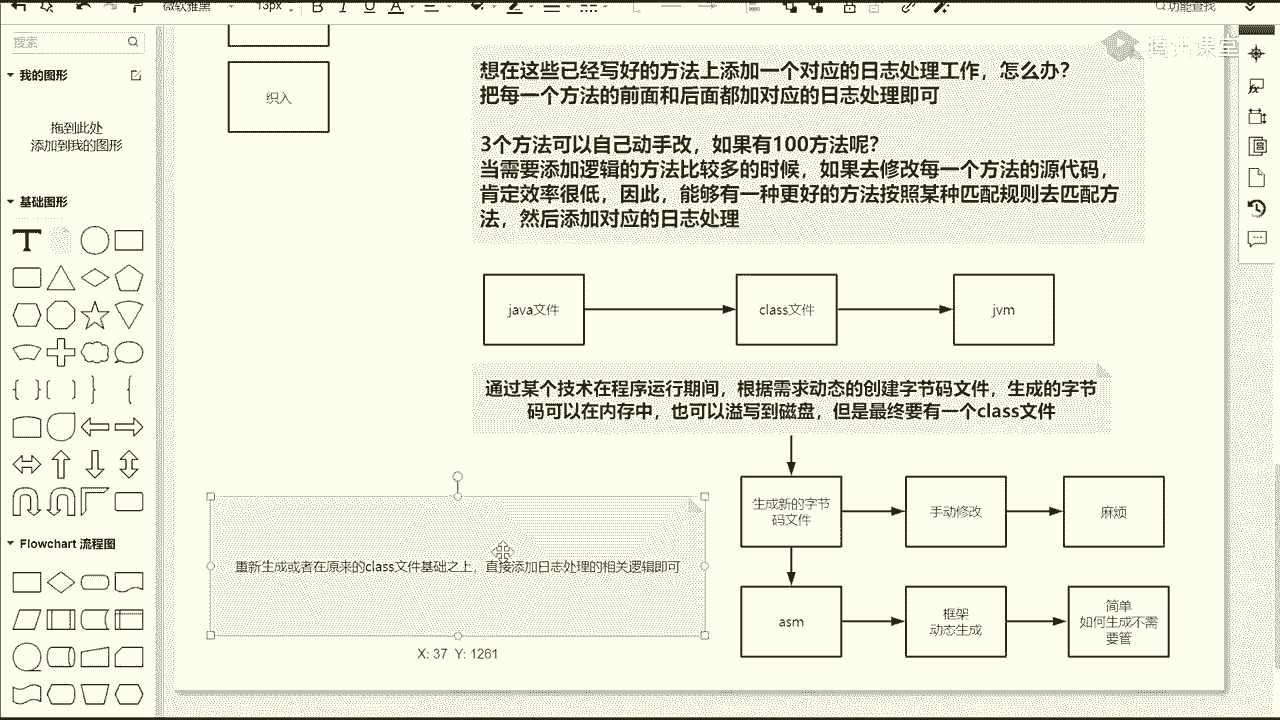 微软雅黑
13px
功能查找
腾讯课堂
搜索
我的图形
拖到此处
添加到我的图形
基础图形
Flowchart 流程图
织入
想在这些已经写好的方法上添加一个对应的日志处理工作，怎么办？
把每一个方法的前面和后面都加对应的日志处理即可
3个方法可以自己动手改，如果有100方法呢？
当需要添加逻辑的方法比较多的时候，如果去修改每一个方法的源代码，
肯定效率很低，因此，能够有一种更好的方法按照某种匹配规则去匹配方
法，然后添加对应的日志处理
java文件
class文件
jvm
通过某个技术在程序运行期间，根据需求动态的创建字节码文件，生成的字节
码可以在内存中，也可以溢写到磁盘，但是最终要有一个class文件
生成新的字节
码文件
手动修改
麻烦
重新生成或者在原来的class文件基础之上，直接添加日志处理的相关逻辑即可
asm
框架
动态生成
简单
如何生成不需
要管
X: 37 Y: 1261